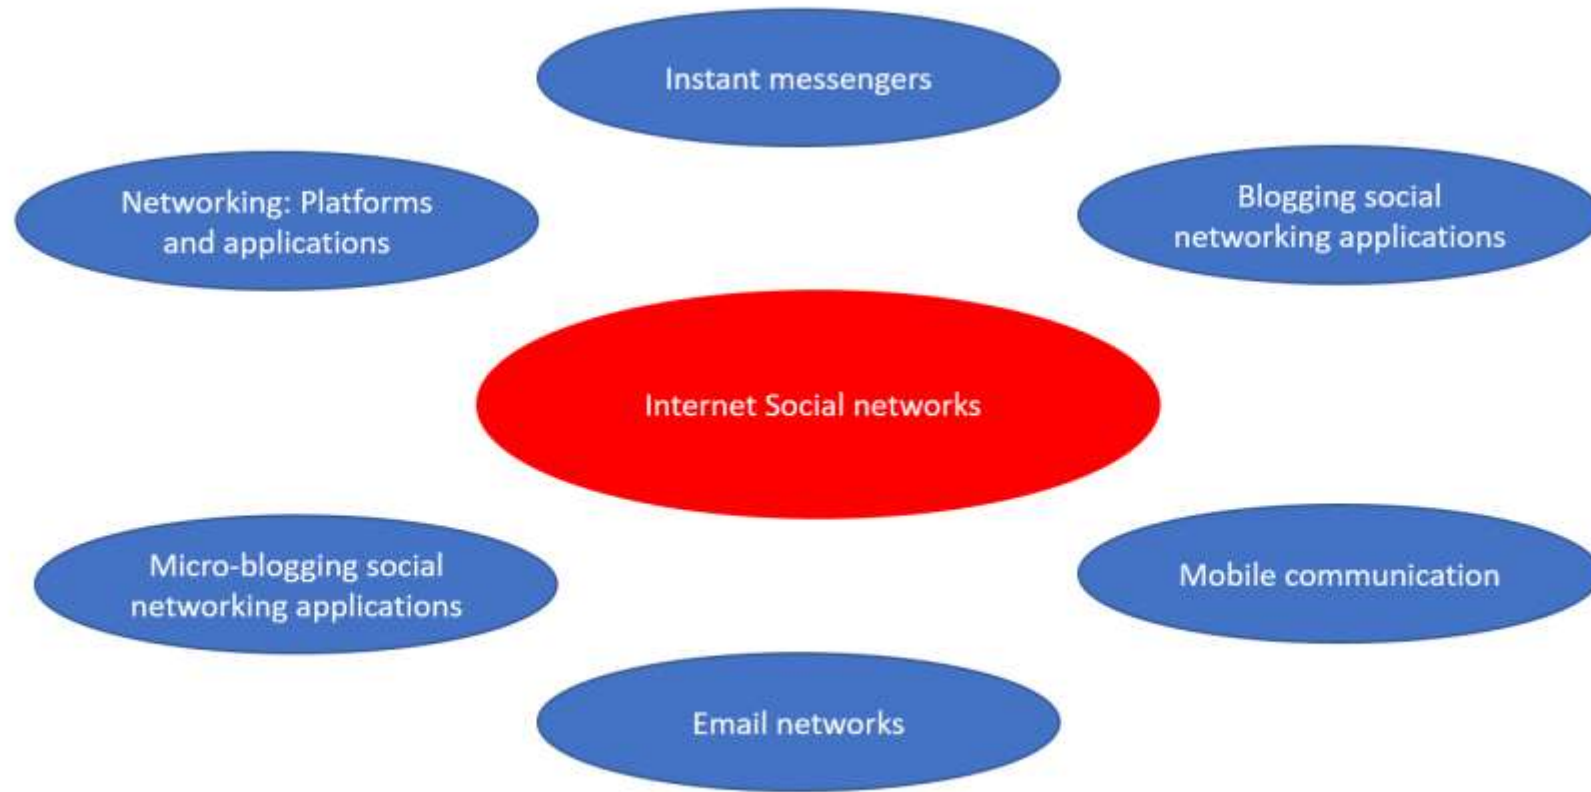 Instant messengers
Networking: Platforms
and applications
Blogging social
networking applications
Internet Social networks
Micro-blogging social
networking applications
Mobile communication
Email networks